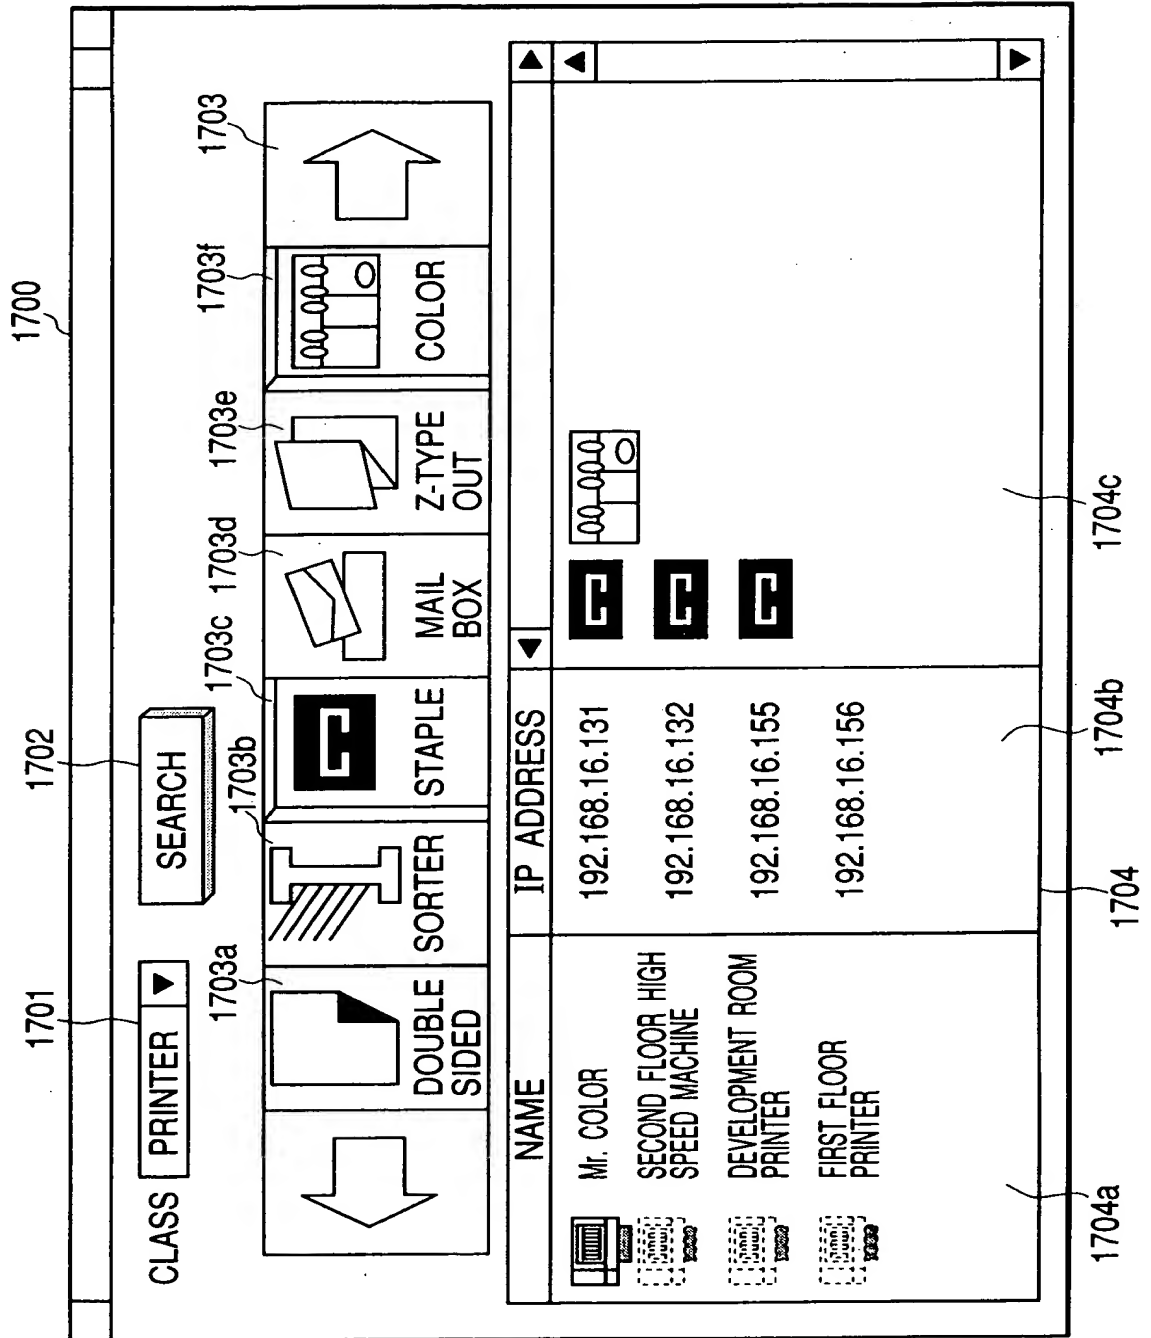 1700
1701
1702
CLASS
PRINTER
SEARCH
1703a
1703b
1703c
1703d
1703e
1703f
1703
DOUBLE
SIDED
SORTER
STAPLE
MAIL
BOX
Z-TYPE
OUT
COLOR
NAME
IP ADDRESS
Mr. COLOR
192.168.16.131
SECOND FLOOR HIGH
SPEED MACHINE
192.168.16.132
DEVELOPMENT ROOM
PRINTER
192.168.16.155
FIRST FLOOR
PRINTER
192.168.16.156
1704a
1704
1704b
1704c